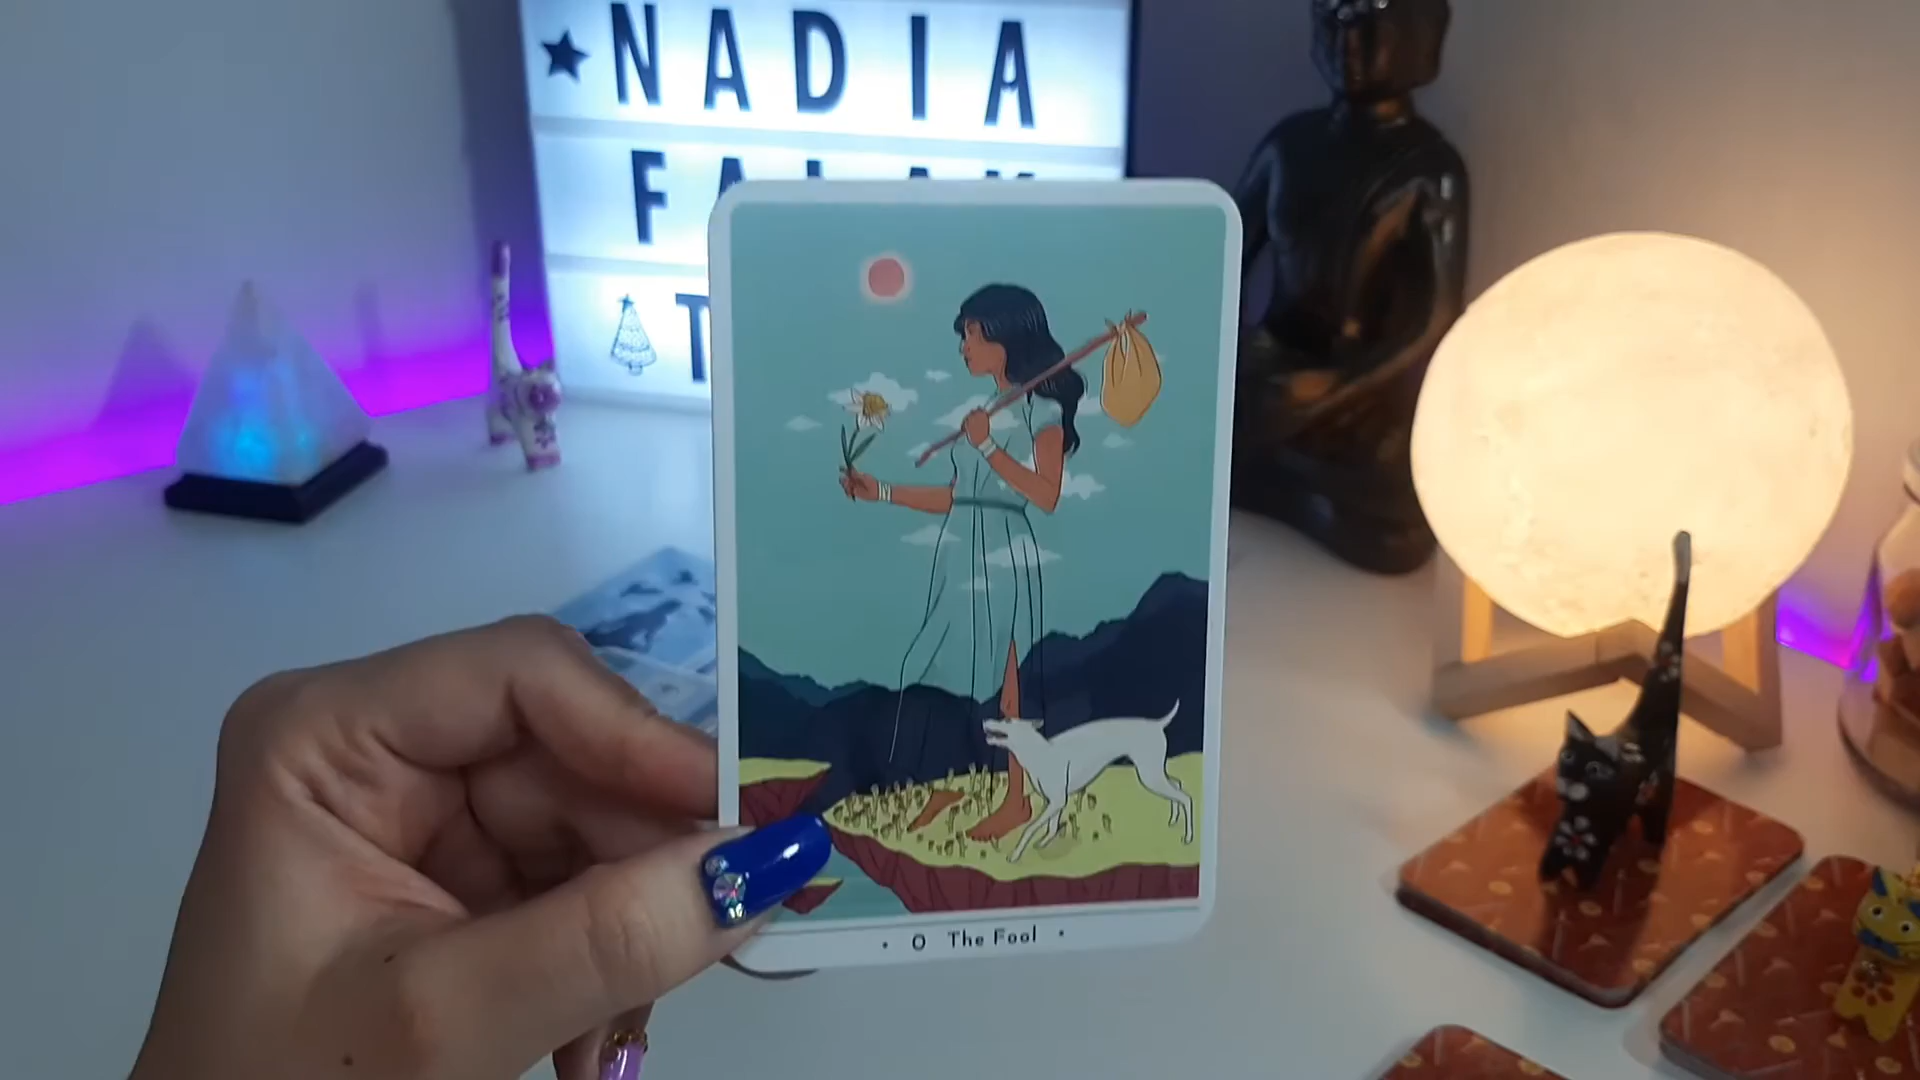 ★ NADIA
F
T
• 0 The Fool •